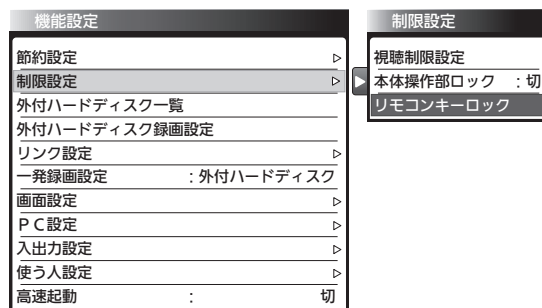 機能設定
節約設定
制限設定
外付ハードディスク一覧
外付ハードディスク録画設定
リンク設定
一発録画設定 ：外付ハードディスク
画面設定
ＰＣ設定
入出力設定
使う人設定
高速起動 ： 切
制限設定
視聴制限設定
本体操作部ロック ：切
リモコンキーロック